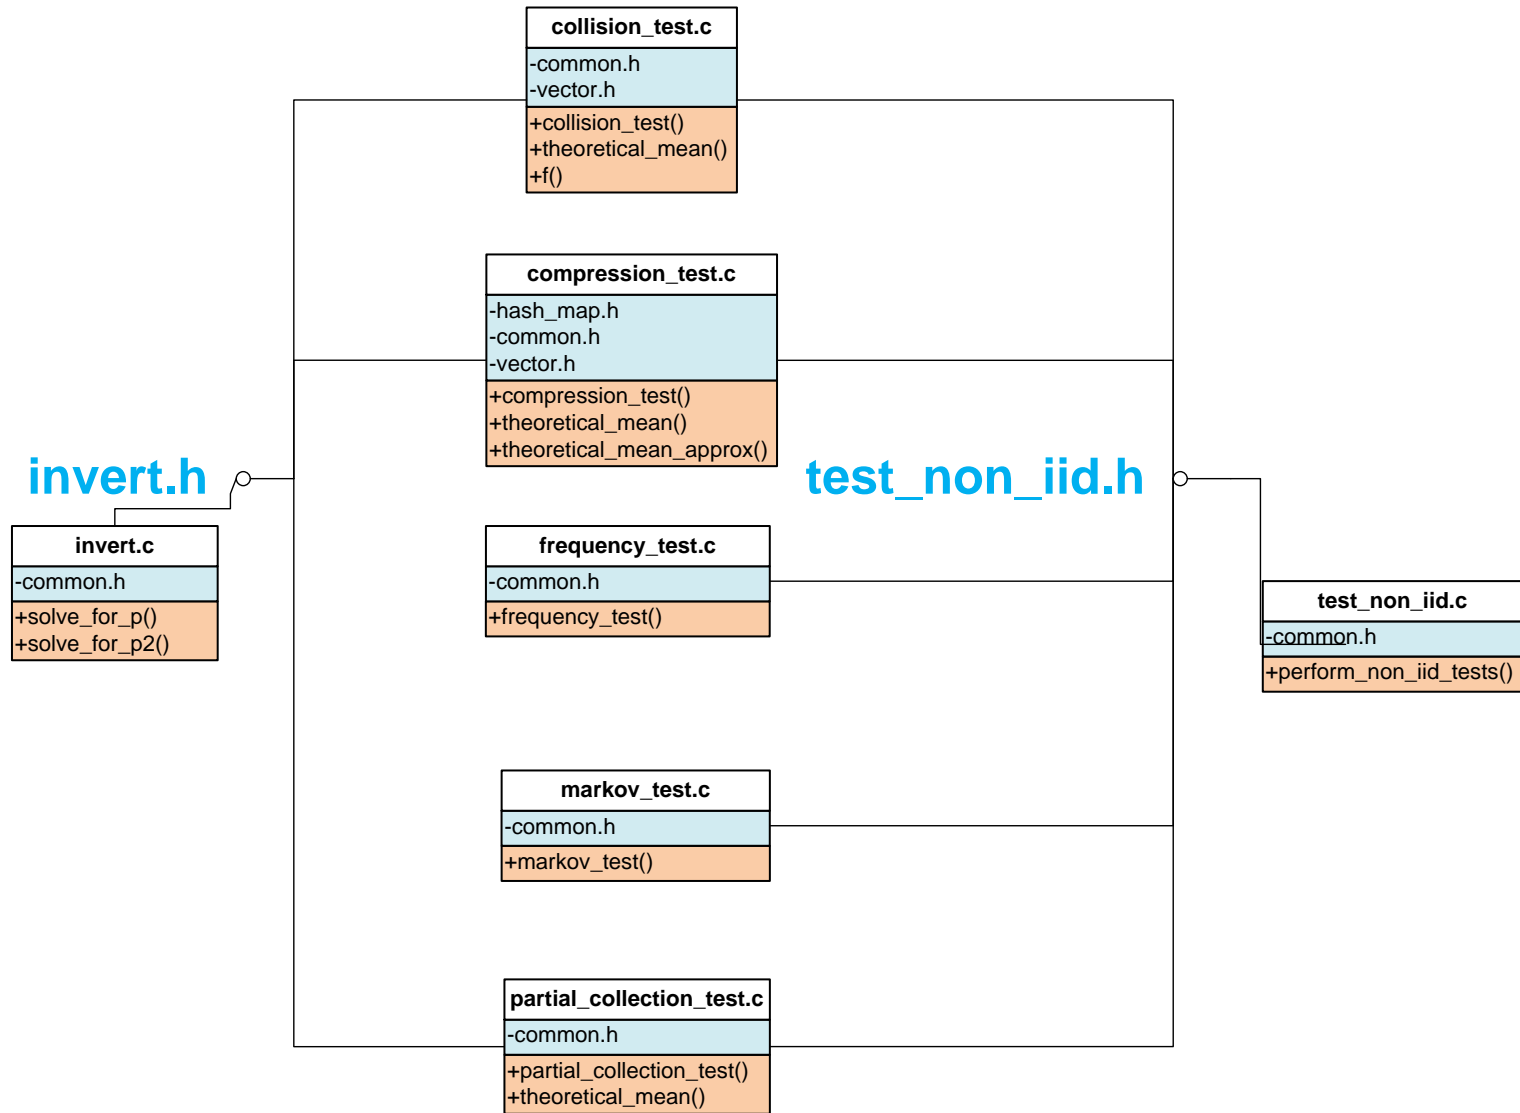 collision_test.c
-common.h
-vector.h
+collision_test()
+theoretical_mean()
+f()
compression_test.c
-hash_map.h
-common.h
-vector.h
+compression_test()
+theoretical_mean()
+theoretical_mean_approx()
invert.h
test_non_iid.h
invert.c
-common.h
+solve_for_p()
+solve_for_p2()
frequency_test.c
-common.h
+frequency_test()
test_non_iid.c
-common.h
+perform_non_iid_tests()
markov_test.c
-common.h
+markov_test()
partial_collection_test.c
-common.h
+partial_collection_test()
+theoretical_mean()